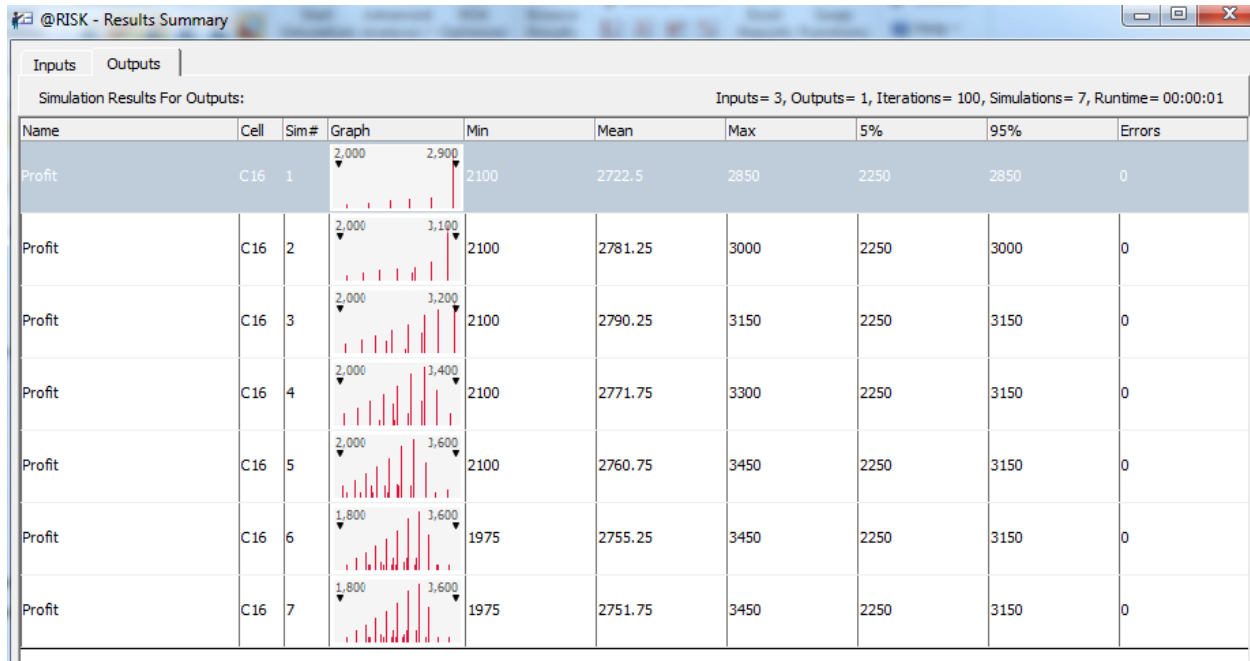 @RISK - Results Summary
Inputs Outputs
Simulation Results For Outputs: Inputs= 3, Outputs= 1, Iterations= 100, Simulations= 7, Runtime= 00:00:01
Name Cell Sim# Graph Min Mean Max 5% 95% Errors
2,000 2,900
Profit C16 1 2100 2722.5 2850 2250 2850 0
2,000 3,100
Profit C16 2 2100 2781.25 3000 2250 3000 0
2,000 3,200
Profit C16 3 2100 2790.25 3150 2250 3150 0
2,000 3,400
Profit C16 4 2100 2771.75 3300 2250 3150 0
2,000 3,600
Profit C16 5 2100 2760.75 3450 2250 3150 0
1,800 3,600
Profit C16 6 1975 2755.25 3450 2250 3150 0
1,800 3,600
Profit C16 7 1975 2751.75 3450 2250 3150 0